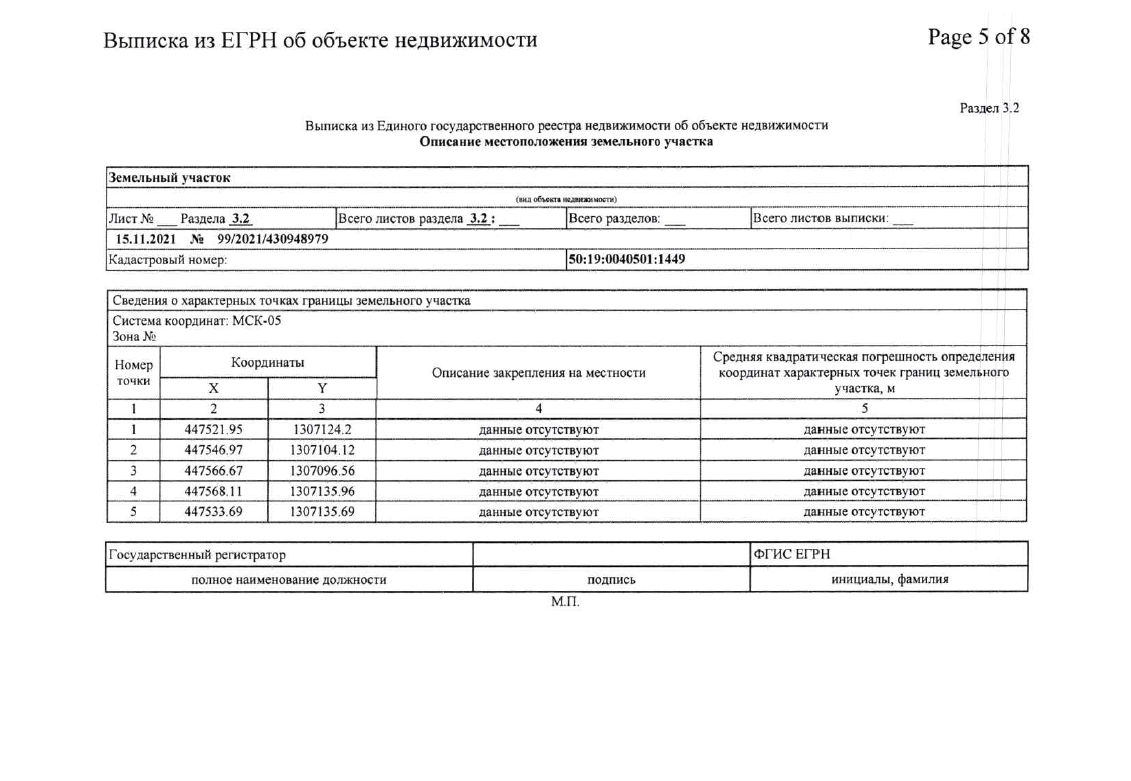 Выписка из ЕГРН об объекте недвижимости Page 5 of 8
Раздел 3.2
Выписка из Единого государственного реестра недвижимости об объекте недвижимости
Описание местоположения земельного участка
Земельный участок
(вид объекта недвижимости)
Лист № ___ Раздела 3.2 Всего листов раздела 3.2 : ___ Всего разделов: ___ Всего листов выписки: ___
15.11.2021 № 99/2021/430948979
Кадастровый номер: 50:19:0040501:1449
Сведения о характерных точках границы земельного участка
Система координат: МСК-05
Зона №
Номер точки Координаты Описание закрепления на местности Средняя квадратическая погрешность определения координат характерных точек границ земельного участка, м
X Y
1 2 3 4 5
1 447521.95 1307124.2 данные отсутствуют данные отсутствуют
2 447546.97 1307104.12 данные отсутствуют данные отсутствуют
3 447566.67 1307096.56 данные отсутствуют данные отсутствуют
4 447568.11 1307135.96 данные отсутствуют данные отсутствуют
5 447533.69 1307135.69 данные отсутствуют данные отсутствуют
Государственный регистратор ФГИС ЕГРН
полное наименование должности подпись инициалы, фамилия
М.П.